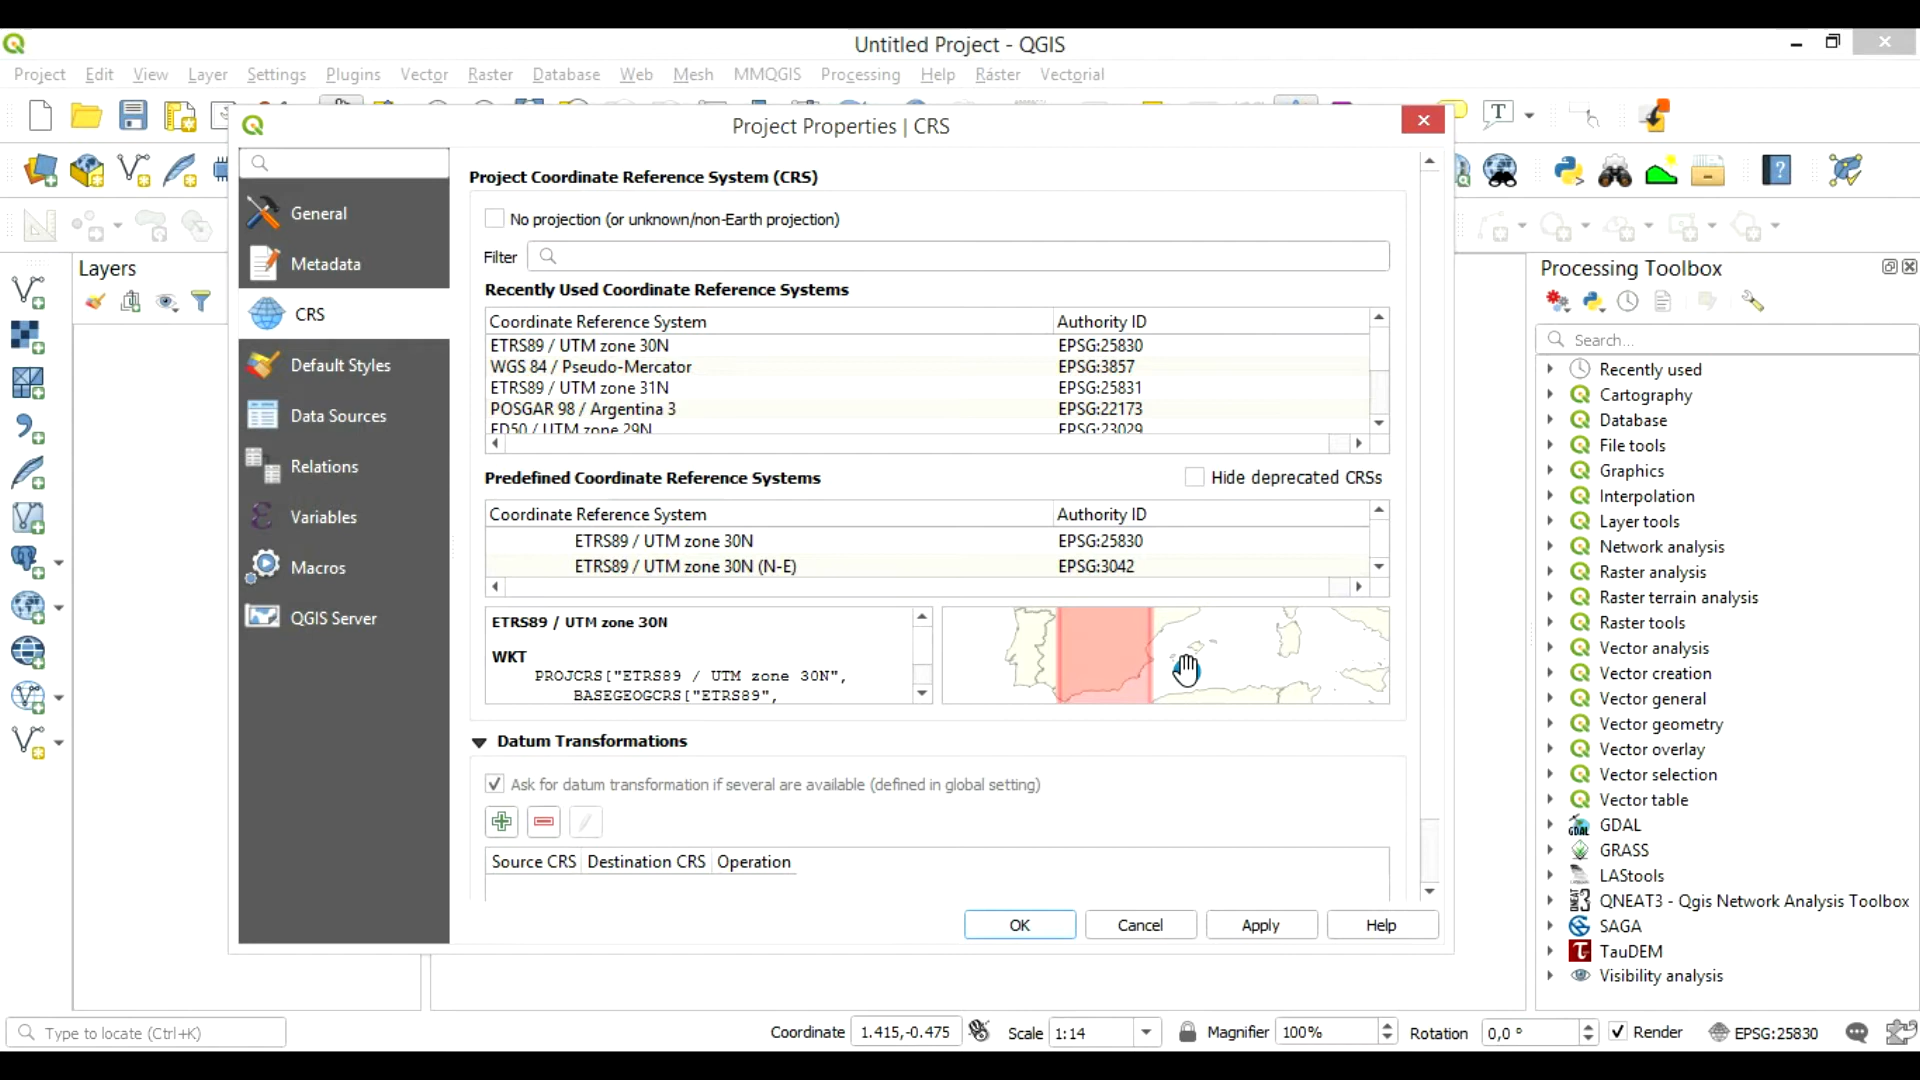 Untitled Project - QGIS
Project Edit View Layer Settings Plugins Vector Raster Database Web Mesh MMQGIS Processing Help Ráster Vectorial
Project Properties | CRS
General
Metadata
CRS
Default Styles
Data Sources
Relations
Variables
Macros
QGIS Server
Layers
Project Coordinate Reference System (CRS)
No projection (or unknown/non-Earth projection)
Filter
Recently Used Coordinate Reference Systems
Coordinate Reference System Authority ID
ETRS89 / UTM zone 30N EPSG:25830
WGS 84 / Pseudo-Mercator EPSG:3857
ETRS89 / UTM zone 31N EPSG:25831
POSGAR 98 / Argentina 3 EPSG:22173
ED50 / UTM zone 29N EPSG:23029
Predefined Coordinate Reference Systems Hide deprecated CRSs
Coordinate Reference System Authority ID
ETRS89 / UTM zone 30N EPSG:25830
ETRS89 / UTM zone 30N (N-E) EPSG:3042
ETRS89 / UTM zone 30N
WKT
PROJCRS["ETRS89 / UTM zone 30N",
BASEGEOGCRS["ETRS89",
Datum Transformations
Ask for datum transformation if several are available (defined in global setting)
Source CRS Destination CRS Operation
OK Cancel Apply Help
Processing Toolbox
Search...
Recently used
Cartography
Database
File tools
Graphics
Interpolation
Layer tools
Network analysis
Raster analysis
Raster terrain analysis
Raster tools
Vector analysis
Vector creation
Vector general
Vector geometry
Vector overlay
Vector selection
Vector table
GDAL
GRASS
LAStools
QNEAT3 - Qgis Network Analysis Toolbox
SAGA
TauDEM
Visibility analysis
Type to locate (Ctrl+K) Coordinate 1.415,-0.475 Scale 1:14 Magnifier 100% Rotation 0,0 ° Render EPSG:25830